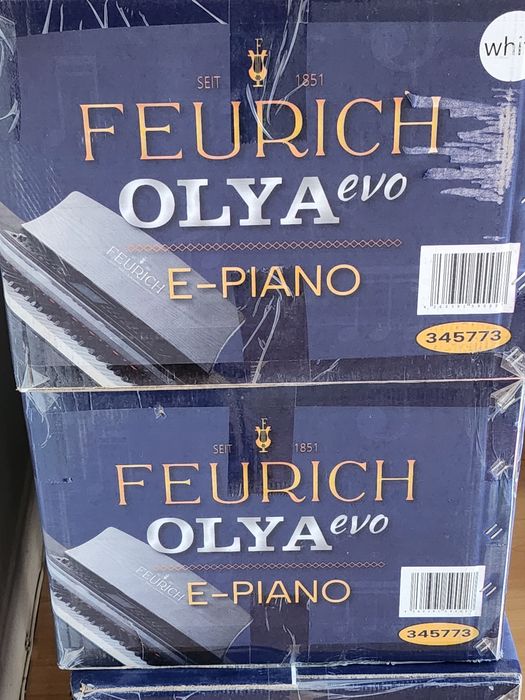 F
whi
SEIT 1851
FEURICH
OLYA evo
FEURICH
E-PIANO
345773
F
SEIT 1851
FEURICH
OLYA evo
FEURICH
E-PIANO
345773